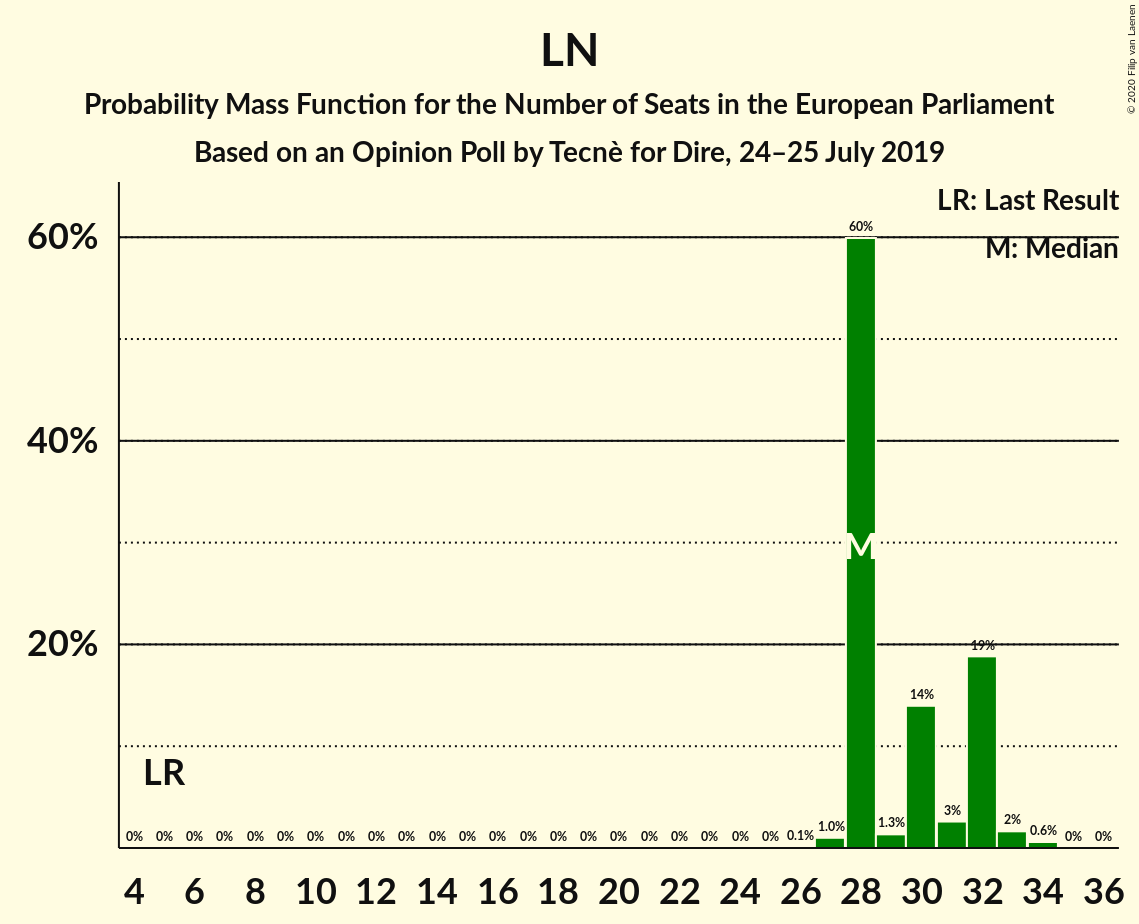 LN
Probability Mass Function for the Number of Seats in the European Parliament
Based on an Opinion Poll by Tecnè for Dire, 24–25 July 2019
© 2020 Filip van Laenen
LR: Last Result
M: Median
60%
40%
20%
60%
M
19%
14%
LR
0% 0% 0% 0% 0% 0% 0% 0% 0% 0% 0% 0% 0% 0% 0% 0% 0% 0% 0% 0% 0% 0% 0.1% 1.0% 1.3% 3% 2% 0.6% 0% 0%
4 6 8 10 12 14 16 18 20 22 24 26 28 30 32 34 36